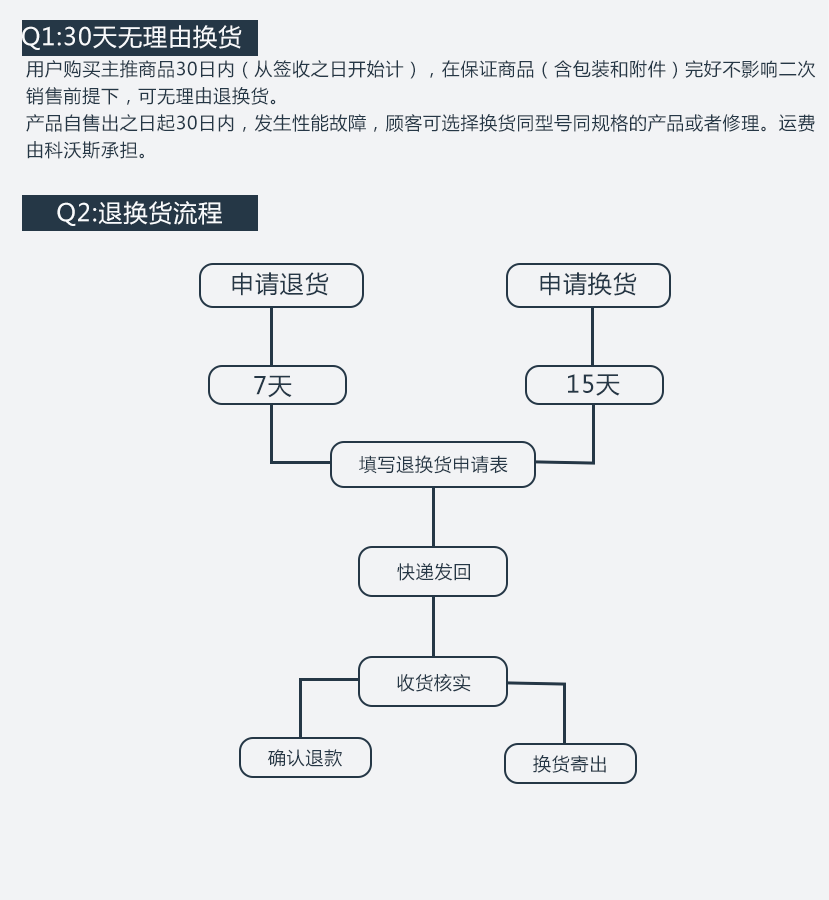 Q1:30天无理由换货
用户购买主推商品30日内（从签收之日开始计），在保证商品（含包装和附件）完好不影响二次
销售前提下，可无理由退换货。
产品自售出之日起30日内，发生性能故障，顾客可选择换货同型号同规格的产品或者修理。运费
由科沃斯承担。
Q2:退换货流程
申请退货
申请换货
7天
15天
填写退换货申请表
快递发回
收货核实
确认退款
换货寄出